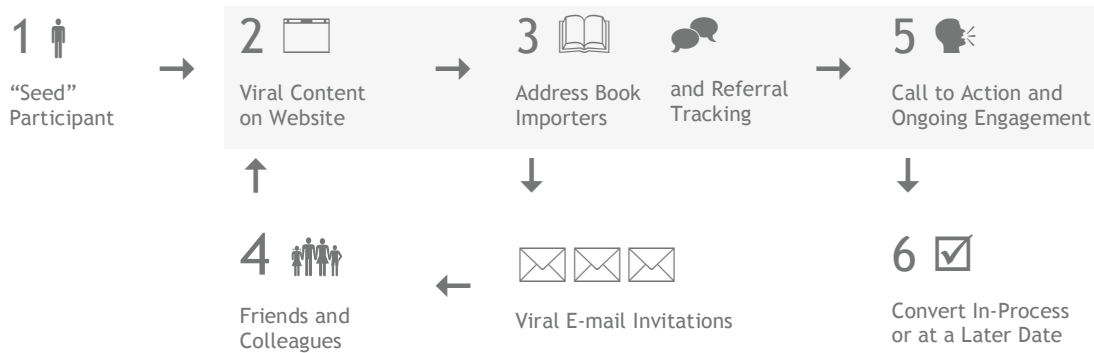 1
“Seed”
Participant
2
Viral Content
on Website
3
Address Book
Importers
and Referral
Tracking
5
Call to Action and
Ongoing Engagement
4
Friends and
Colleagues
Viral E-mail Invitations
6
Convert In-Process
or at a Later Date